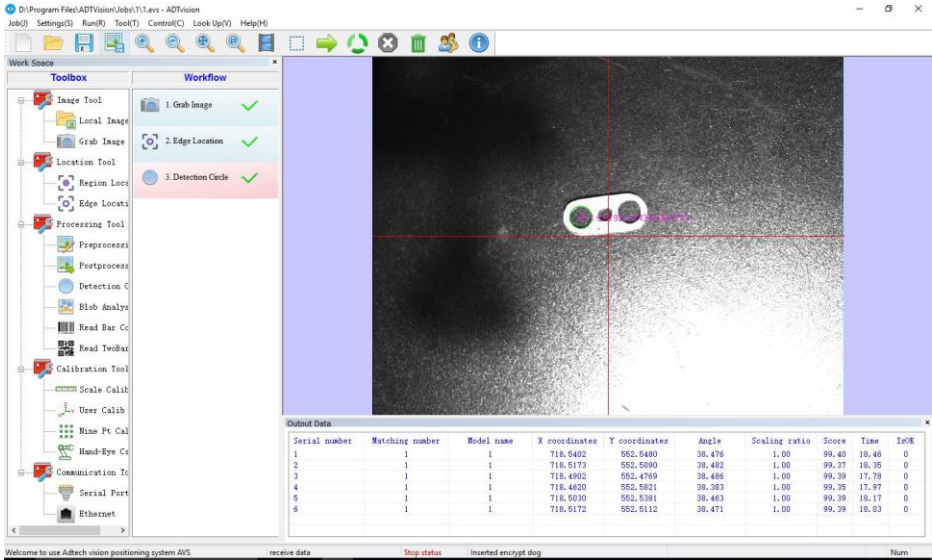 D:\Program Files\ADTVision\Jobs\1\1.avs - ADTvision
Job(J) Settings(S) Run(R) Tool(T) Control(C) Look Up(V) Help(H)
Work Space
Toolbox
Image Tool
Local Image
Grab Image
Location Tool
Region Loca
Edge Locati
Processing Tool
Preprocessi
Postprocess
Detection C
Blob Analys
Read Bar Co
Read TwoBar
Calibration Tool
Scale Calib
User Calib
Nine Pt Cal
Hand-Eye Ca
Communication To
Serial Port
Ethernet
Workflow
1. Grab Image
2. Edge Location
3. Detection Circle
Output Data
Serial number Matching number Model name X coordinates Y coordinates Angle Scaling ratio Score Time IsOK
1 1 1 718.5402 552.5480 38.476 1.00 99.40 18.46 0
2 1 1 718.5173 552.5090 38.482 1.00 99.37 18.35 0
3 1 1 718.4902 552.4769 38.486 1.00 99.39 17.78 0
4 1 1 718.4620 552.5821 38.383 1.00 99.35 17.97 0
5 1 1 718.5030 552.5381 38.463 1.00 99.39 18.17 0
6 1 1 718.5172 552.5112 38.471 1.00 99.39 18.03 0
Welcome to use Adtech vision positioning system AVS receive data Stop status Inserted encrypt dog Num